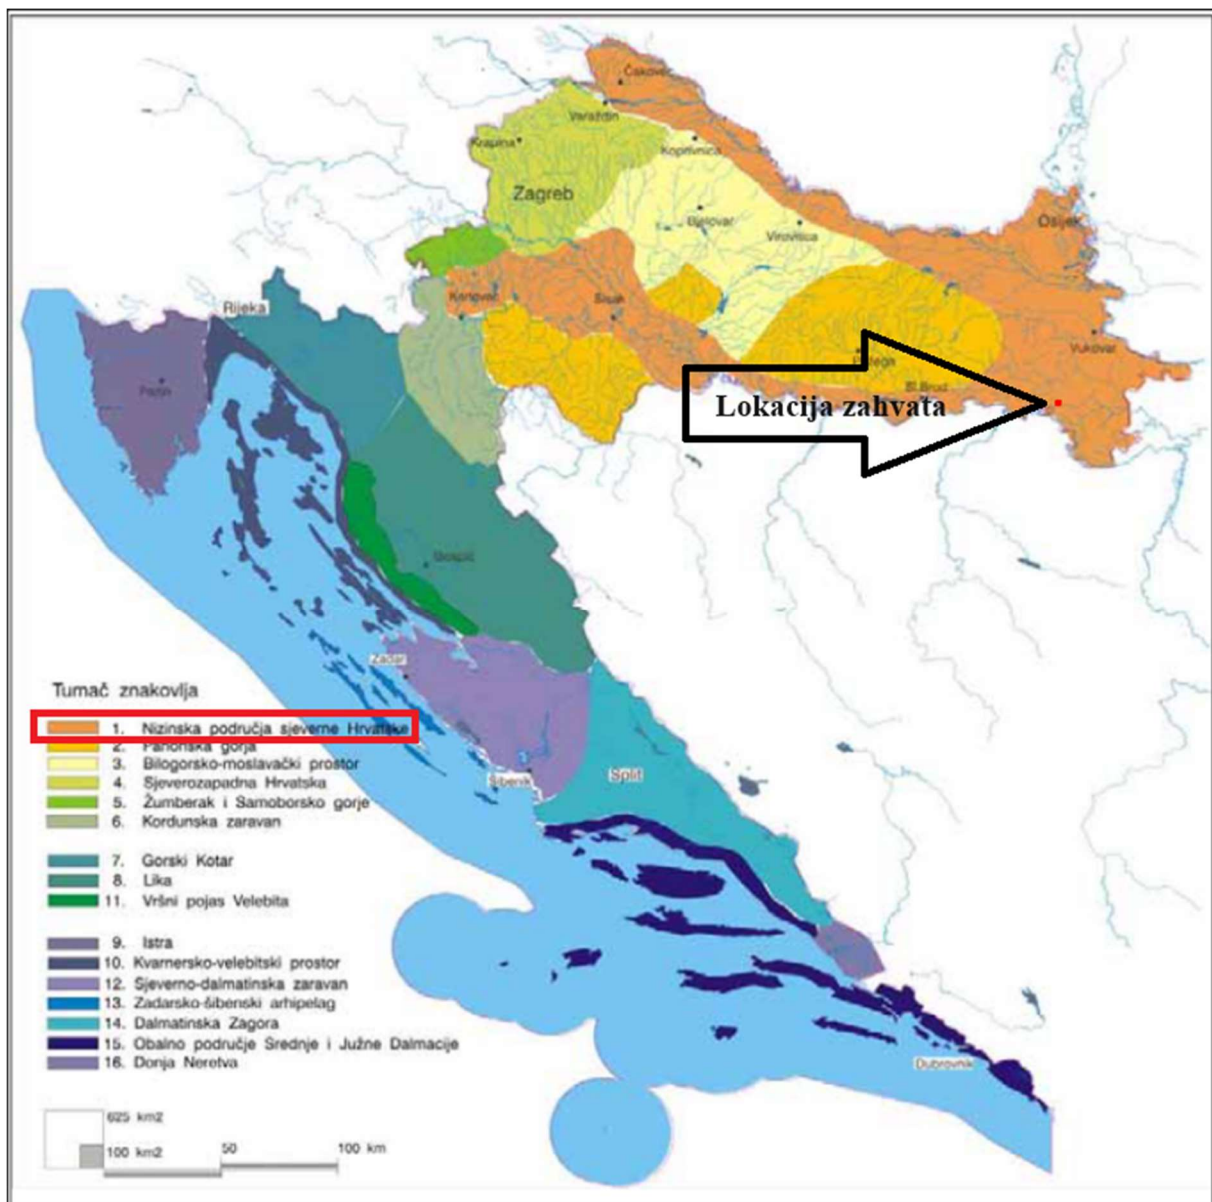 Čakovec
Varaždin
Krapina
Koprivnica
Zagreb
Bjelovar
Virovitica
Osijek
Karlovac
Sisak
Rijeka
Vukovar
Požega
Sl.Brod
Pazin
Lokacija zahvata
Gospić
Zadar
Šibenik
Split
Dubrovnik
Tumač znakovlja
1. Nizinska područja sjeverne Hrvatske
2. Panonska gorja
3. Bilogorsko-moslavački prostor
4. Sjeverozapadna Hrvatska
5. Žumberak i Samoborsko gorje
6. Kordunska zaravan
7. Gorski Kotar
8. Lika
11. Vršni pojas Velebita
9. Istra
10. Kvarnersko-velebitski prostor
12. Sjeverno-dalmatinska zaravan
13. Zadarsko-šibenski arhipelag
14. Dalmatinska Zagora
15. Obalno područje Srednje i Južne Dalmacije
16. Donja Neretva
625 km2
100 km2
50
100 km